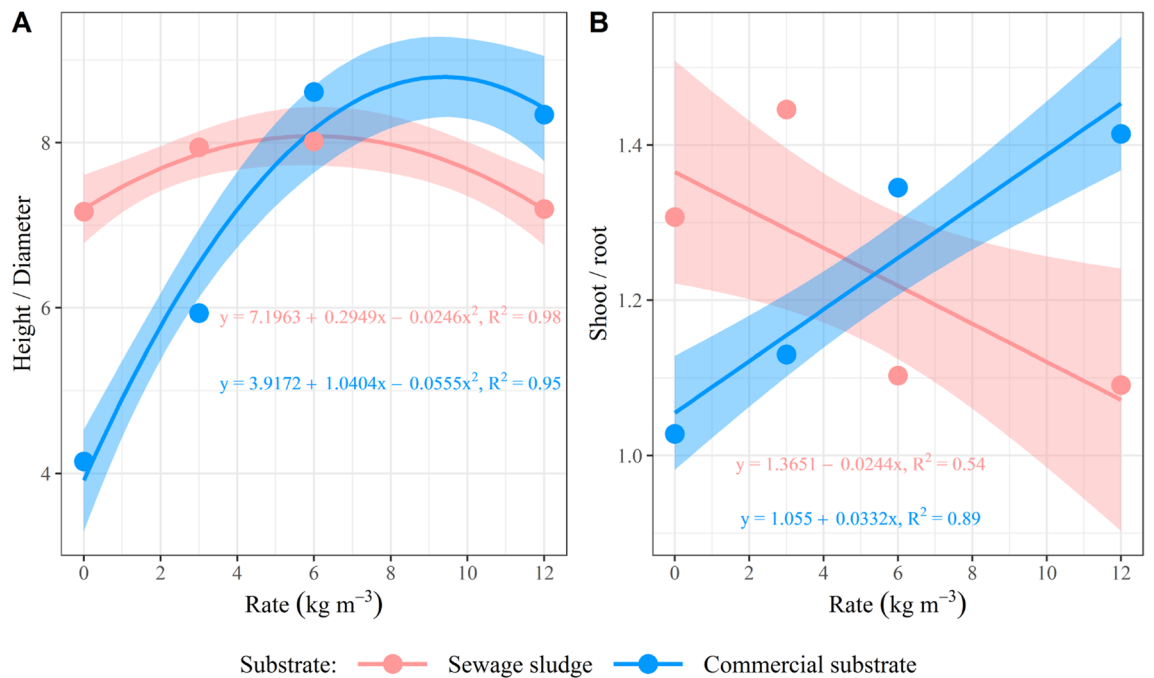 A
B
Height / Diameter
8
6
4
y = 7.1963 + 0.2949x − 0.0246x², R² = 0.98
y = 3.9172 + 1.0404x − 0.0555x², R² = 0.95
0 2 4 6 8 10 12
Rate (kg m⁻³)
Shoot / root
1.4
1.2
1.0
y = 1.3651 − 0.0244x, R² = 0.54
y = 1.055 + 0.0332x, R² = 0.89
0 2 4 6 8 10 12
Rate (kg m⁻³)
Substrate: Sewage sludge Commercial substrate